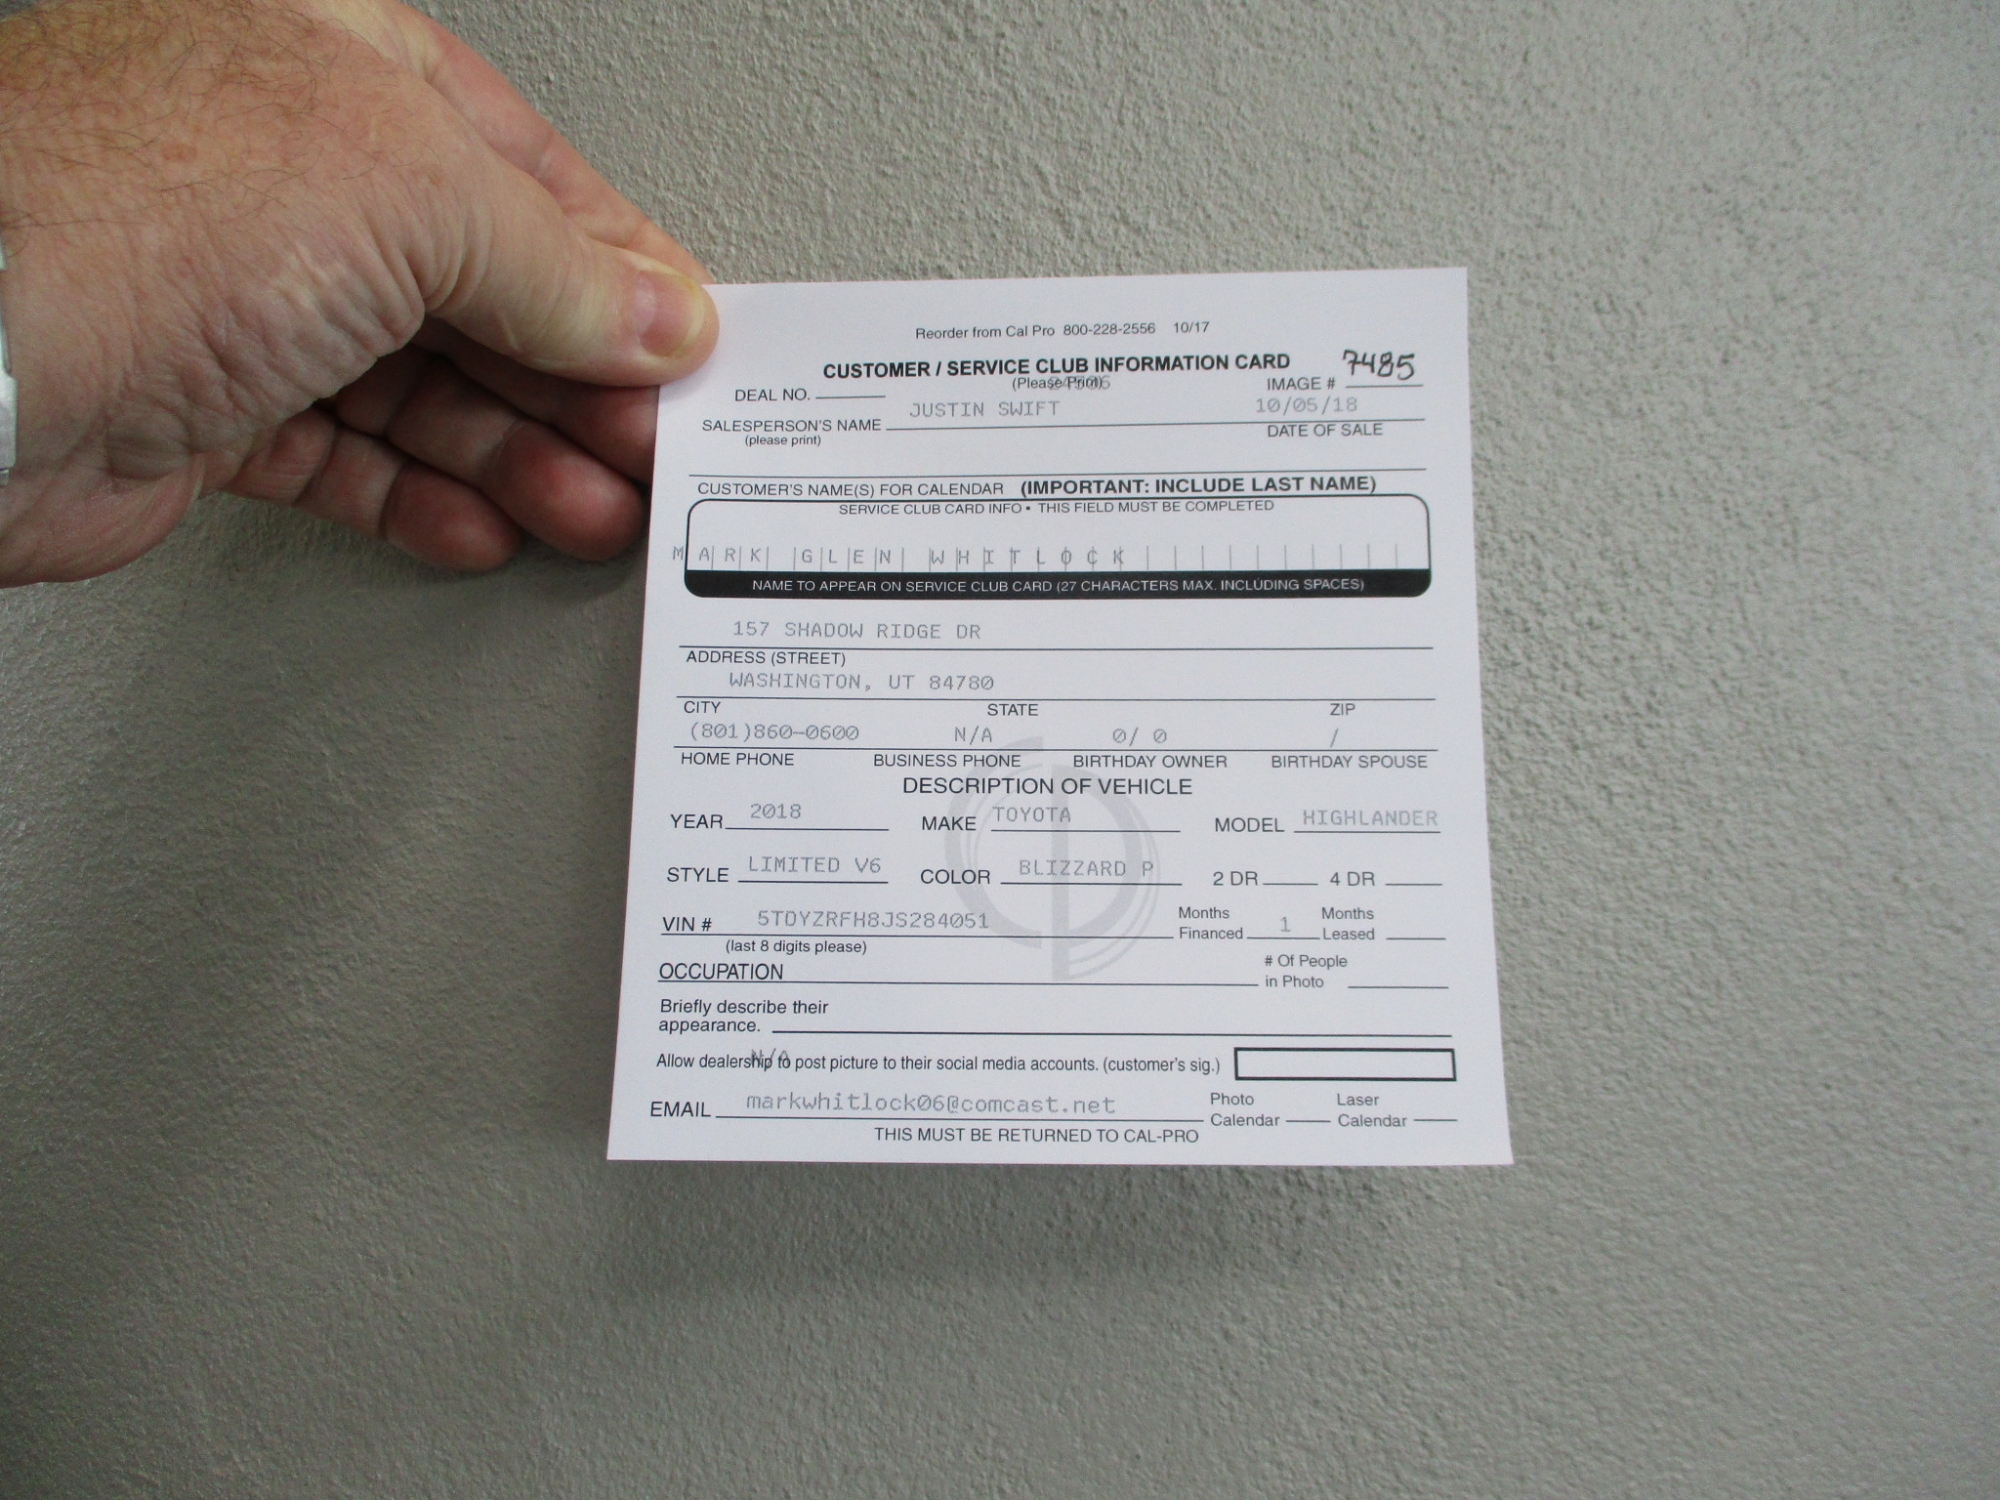 Reorder from Cal Pro 800-228-2556 10/17
CUSTOMER / SERVICE CLUB INFORMATION CARD
(Please Print)
DEAL NO. IMAGE # 7485
JUSTIN SWIFT 10/05/18
SALESPERSON'S NAME DATE OF SALE
(please print)
CUSTOMER'S NAME(S) FOR CALENDAR (IMPORTANT: INCLUDE LAST NAME)
SERVICE CLUB CARD INFO • THIS FIELD MUST BE COMPLETED
MARK GLEN WHITLOCK
NAME TO APPEAR ON SERVICE CLUB CARD (27 CHARACTERS MAX. INCLUDING SPACES)
157 SHADOW RIDGE DR
ADDRESS (STREET)
WASHINGTON, UT 84780
CITY STATE ZIP
(801)860-0600 N/A 0/ 0 /
HOME PHONE BUSINESS PHONE BIRTHDAY OWNER BIRTHDAY SPOUSE
DESCRIPTION OF VEHICLE
YEAR 2018 MAKE TOYOTA MODEL HIGHLANDER
STYLE LIMITED V6 COLOR BLIZZARD P 2 DR 4 DR
VIN # 5TDYZRFH8JS284051 Months Financed 1 Months Leased
(last 8 digits please)
OCCUPATION # Of People in Photo
Briefly describe their
appearance.
N/A
Allow dealership to post picture to their social media accounts. (customer's sig.)
EMAIL markwhitlock06@comcast.net Photo Calendar Laser Calendar
THIS MUST BE RETURNED TO CAL-PRO